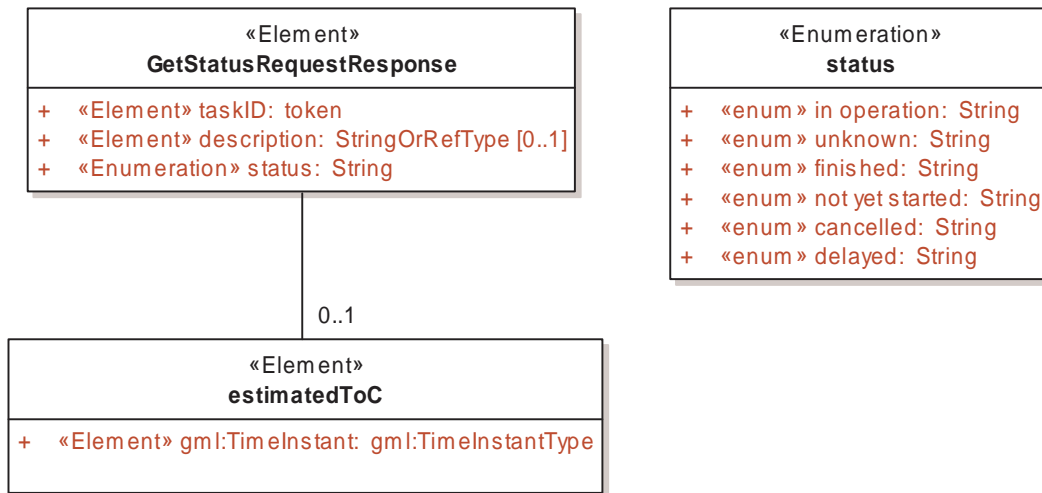 «Element»
GetStatusRequestResponse
+ «Element» taskID: token
+ «Element» description: StringOrRefType [0..1]
+ «Enumeration» status: String
«Enumeration»
status
+ «enum» in operation: String
+ «enum» unknown: String
+ «enum» finished: String
+ «enum» not yet started: String
+ «enum» cancelled: String
+ «enum» delayed: String
0..1
«Element»
estimatedToC
+ «Element» gml:TimeInstant: gml:TimeInstantType